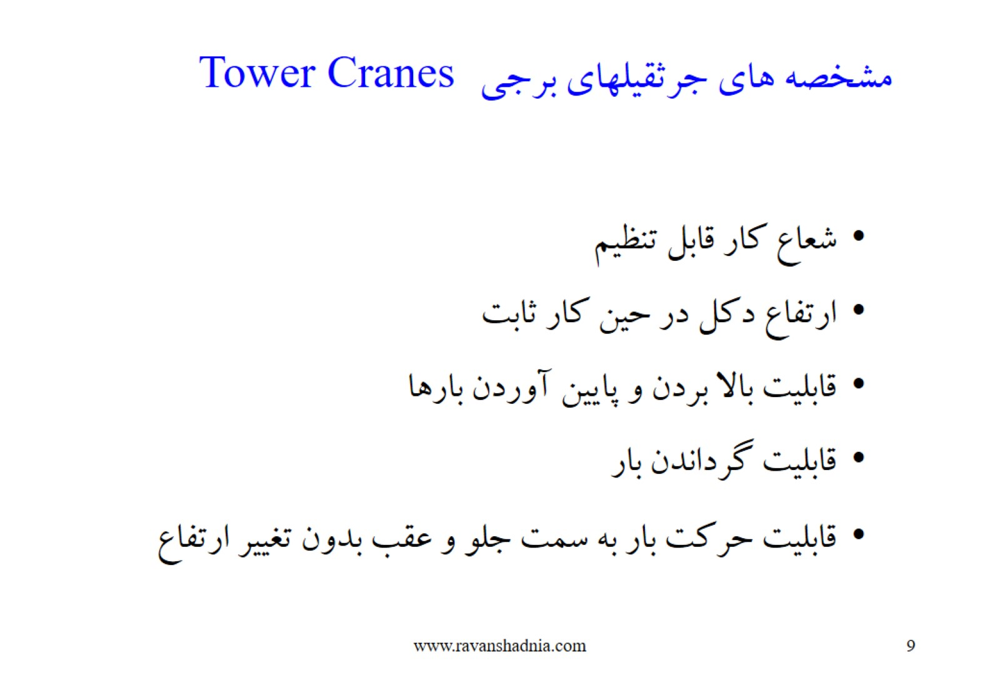 مشخصه های جرثقیلهای برجی Tower Cranes
• شعاع کار قابل تنظیم
• ارتفاع دکل در حین کار ثابت
• قابلیت بالا بردن و پایین آوردن بارها
• قابلیت گرداندن بار
• قابلیت حرکت بار به سمت جلو و عقب بدون تغییر ارتفاع
www.ravanshadnia.com
9